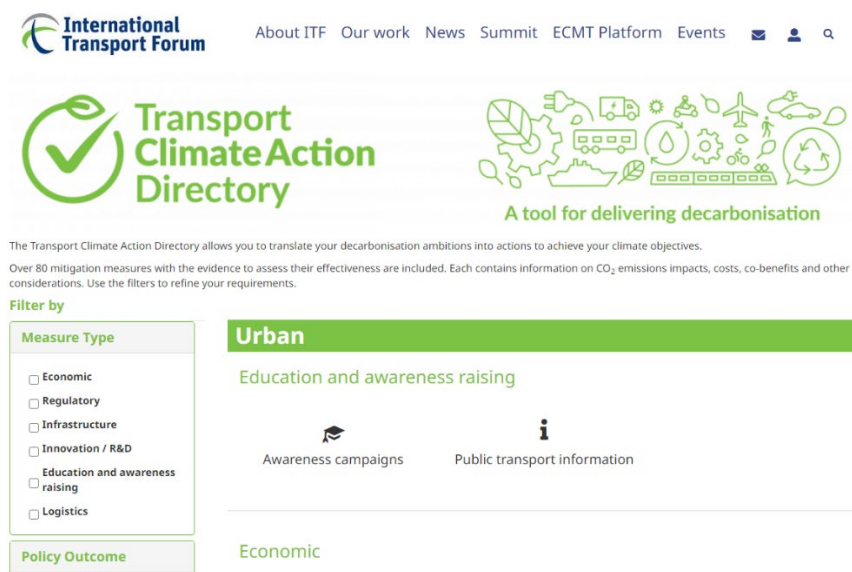 International
Transport Forum
About ITF Our work News Summit ECMT Platform Events
Transport
Climate Action
Directory
A tool for delivering decarbonisation
The Transport Climate Action Directory allows you to translate your decarbonisation ambitions into actions to achieve your climate objectives.
Over 80 mitigation measures with the evidence to assess their effectiveness are included. Each contains information on CO₂ emissions impacts, costs, co-benefits and other
considerations. Use the filters to refine your requirements.
Filter by
Measure Type
Economic
Regulatory
Infrastructure
Innovation / R&D
Education and awareness
raising
Logistics
Policy Outcome
Urban
Education and awareness raising
Awareness campaigns Public transport information
Economic